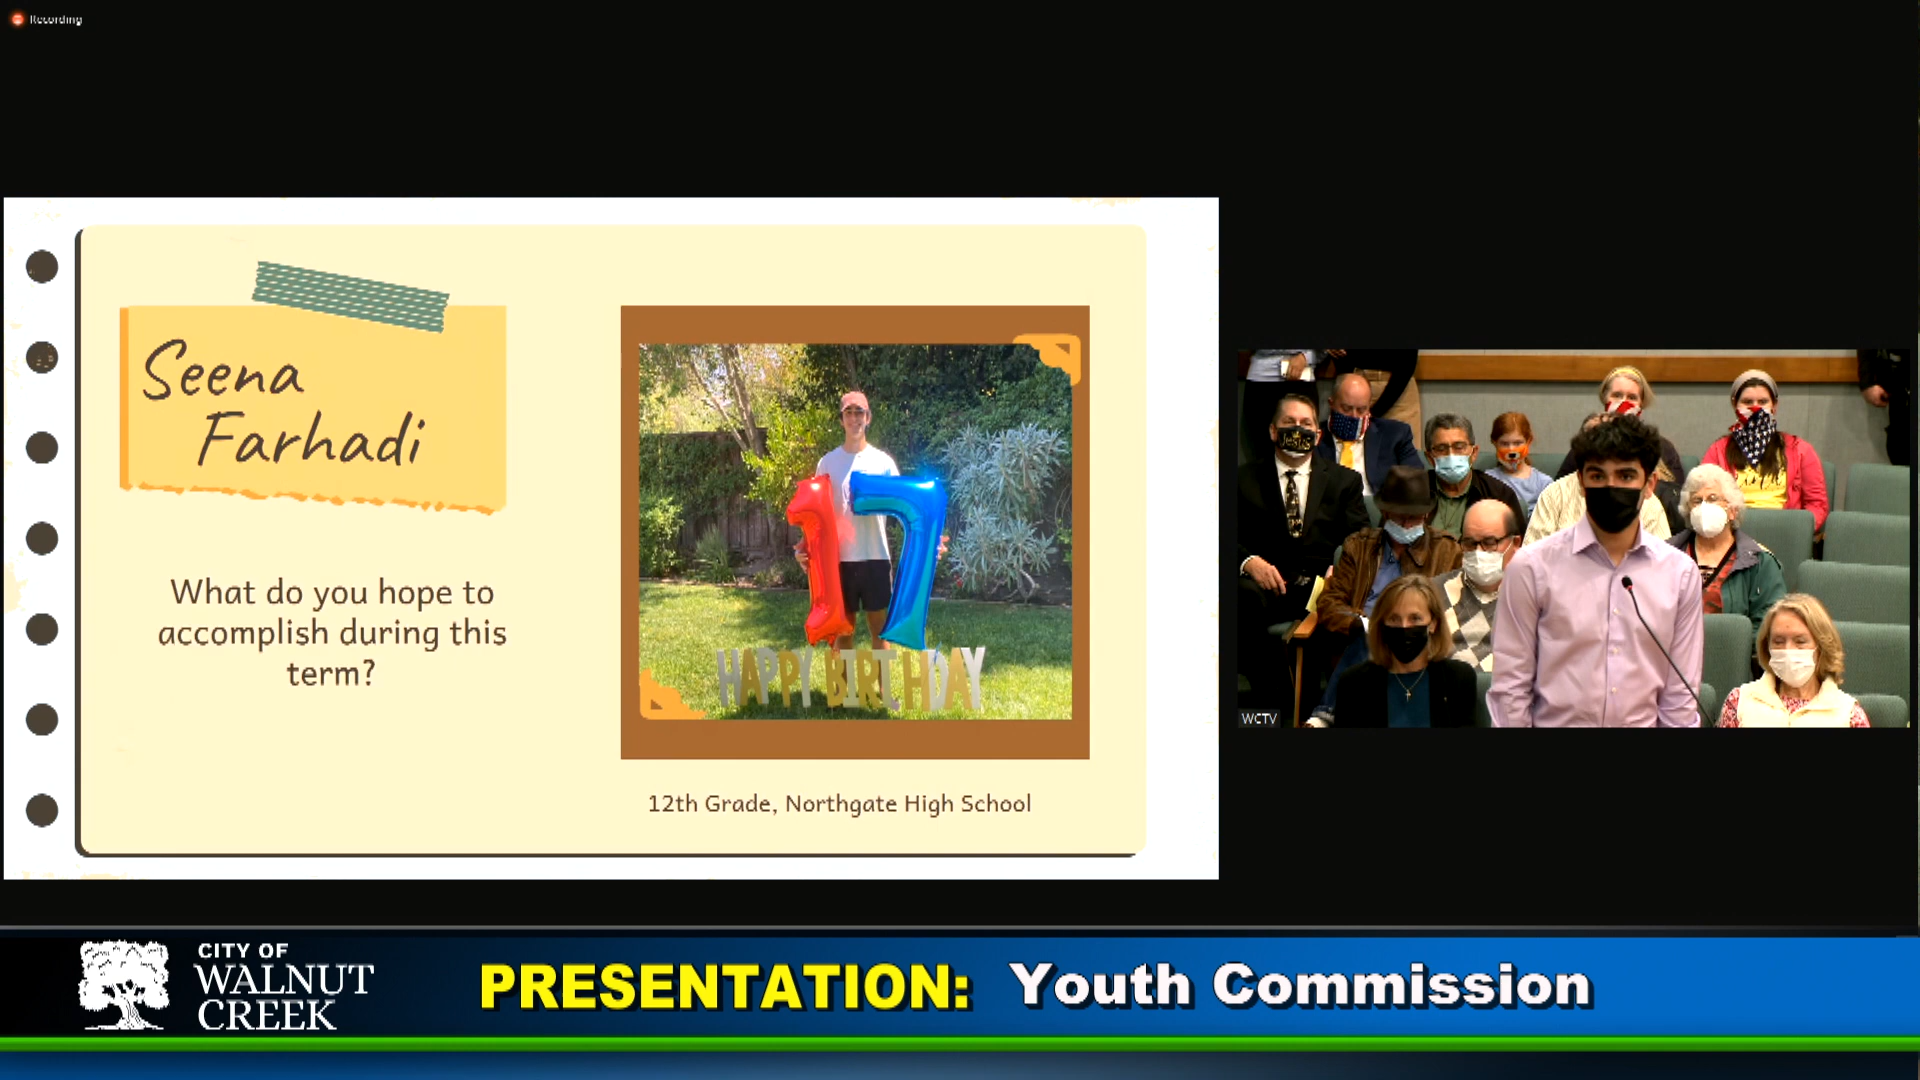 Recording
Seena
Farhadi
What do you hope to
accomplish during this
term?
17
HAPPY BIRTHDAY
12th Grade, Northgate High School
Jesus
WCTV
CITY OF
WALNUT
CREEK
PRESENTATION: Youth Commission